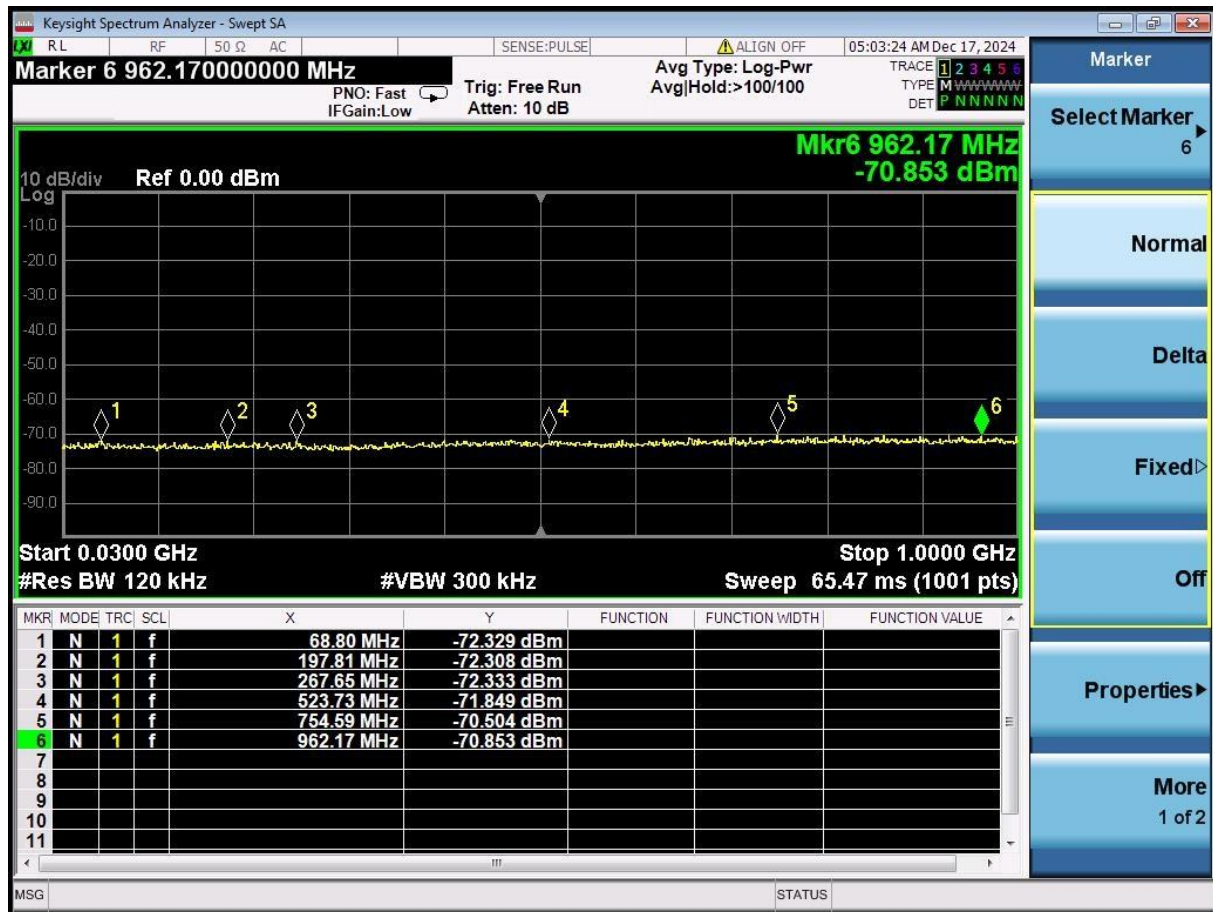 Keysight Spectrum Analyzer - Swept SA
LXI RL RF 50 Ω AC SENSE:PULSE ALIGN OFF 05:03:24 AM Dec 17, 2024
Marker 6 962.170000000 MHz
PNO: Fast
IFGain:Low
Trig: Free Run
Atten: 10 dB
Avg Type: Log-Pwr
Avg|Hold:>100/100
TRACE 1 2 3 4 5 6
TYPE M WWWWW
DET P N N N N N
Mkr6 962.17 MHz
-70.853 dBm
10 dB/div Ref 0.00 dBm
Log
-10.0
-20.0
-30.0
-40.0
-50.0
-60.0
-70.0
-80.0
-90.0
1 2 3 4 5 6
Start 0.0300 GHz Stop 1.0000 GHz
#Res BW 120 kHz #VBW 300 kHz Sweep 65.47 ms (1001 pts)
MKR MODE TRC SCL X Y FUNCTION FUNCTION WIDTH FUNCTION VALUE
1 N 1 f 68.80 MHz -72.329 dBm
2 N 1 f 197.81 MHz -72.308 dBm
3 N 1 f 267.65 MHz -72.333 dBm
4 N 1 f 523.73 MHz -71.849 dBm
5 N 1 f 754.59 MHz -70.504 dBm
6 N 1 f 962.17 MHz -70.853 dBm
7
8
9
10
11
MSG STATUS
Marker
Select Marker
6
Normal
Delta
Fixed
Off
Properties
More
1 of 2